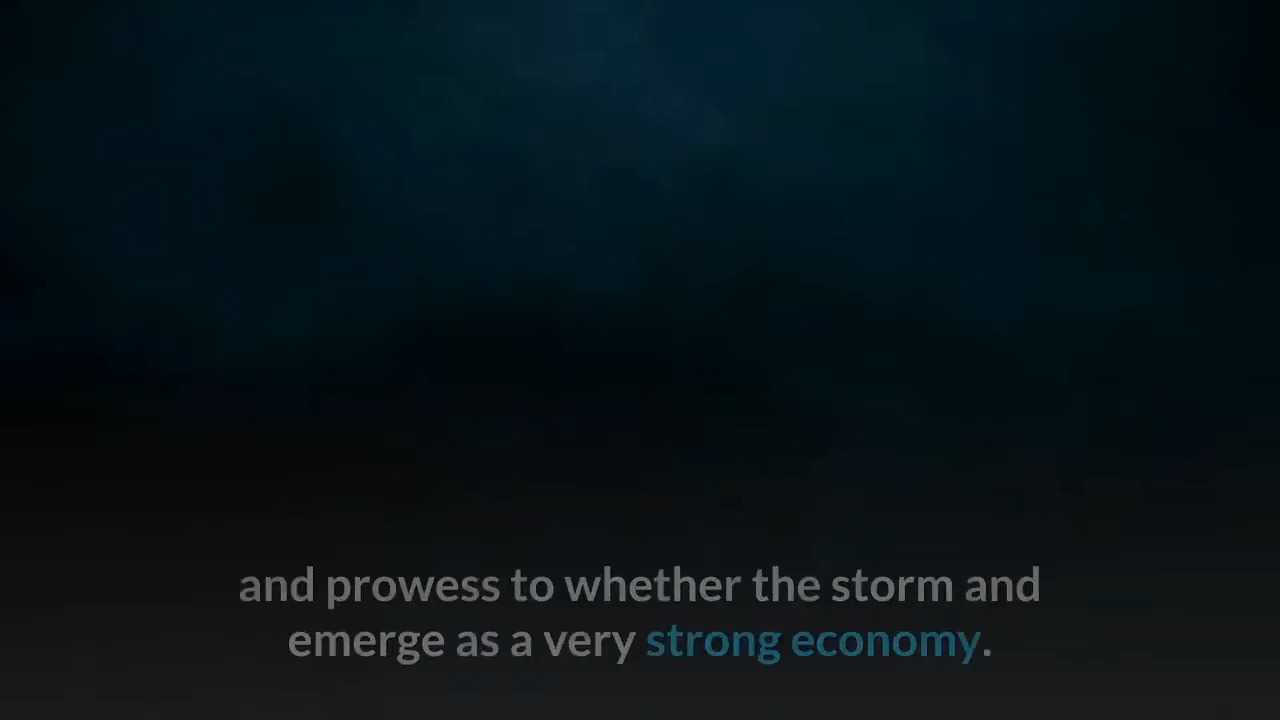 and prowess to whether the storm and
emerge as a very strong economy.